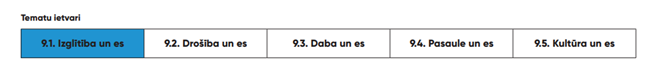 Tematu ietvari
9.1. Izglītība un es 9.2. Drošība un es 9.3. Daba un es 9.4. Pasaule un es 9.5. Kultūra un es